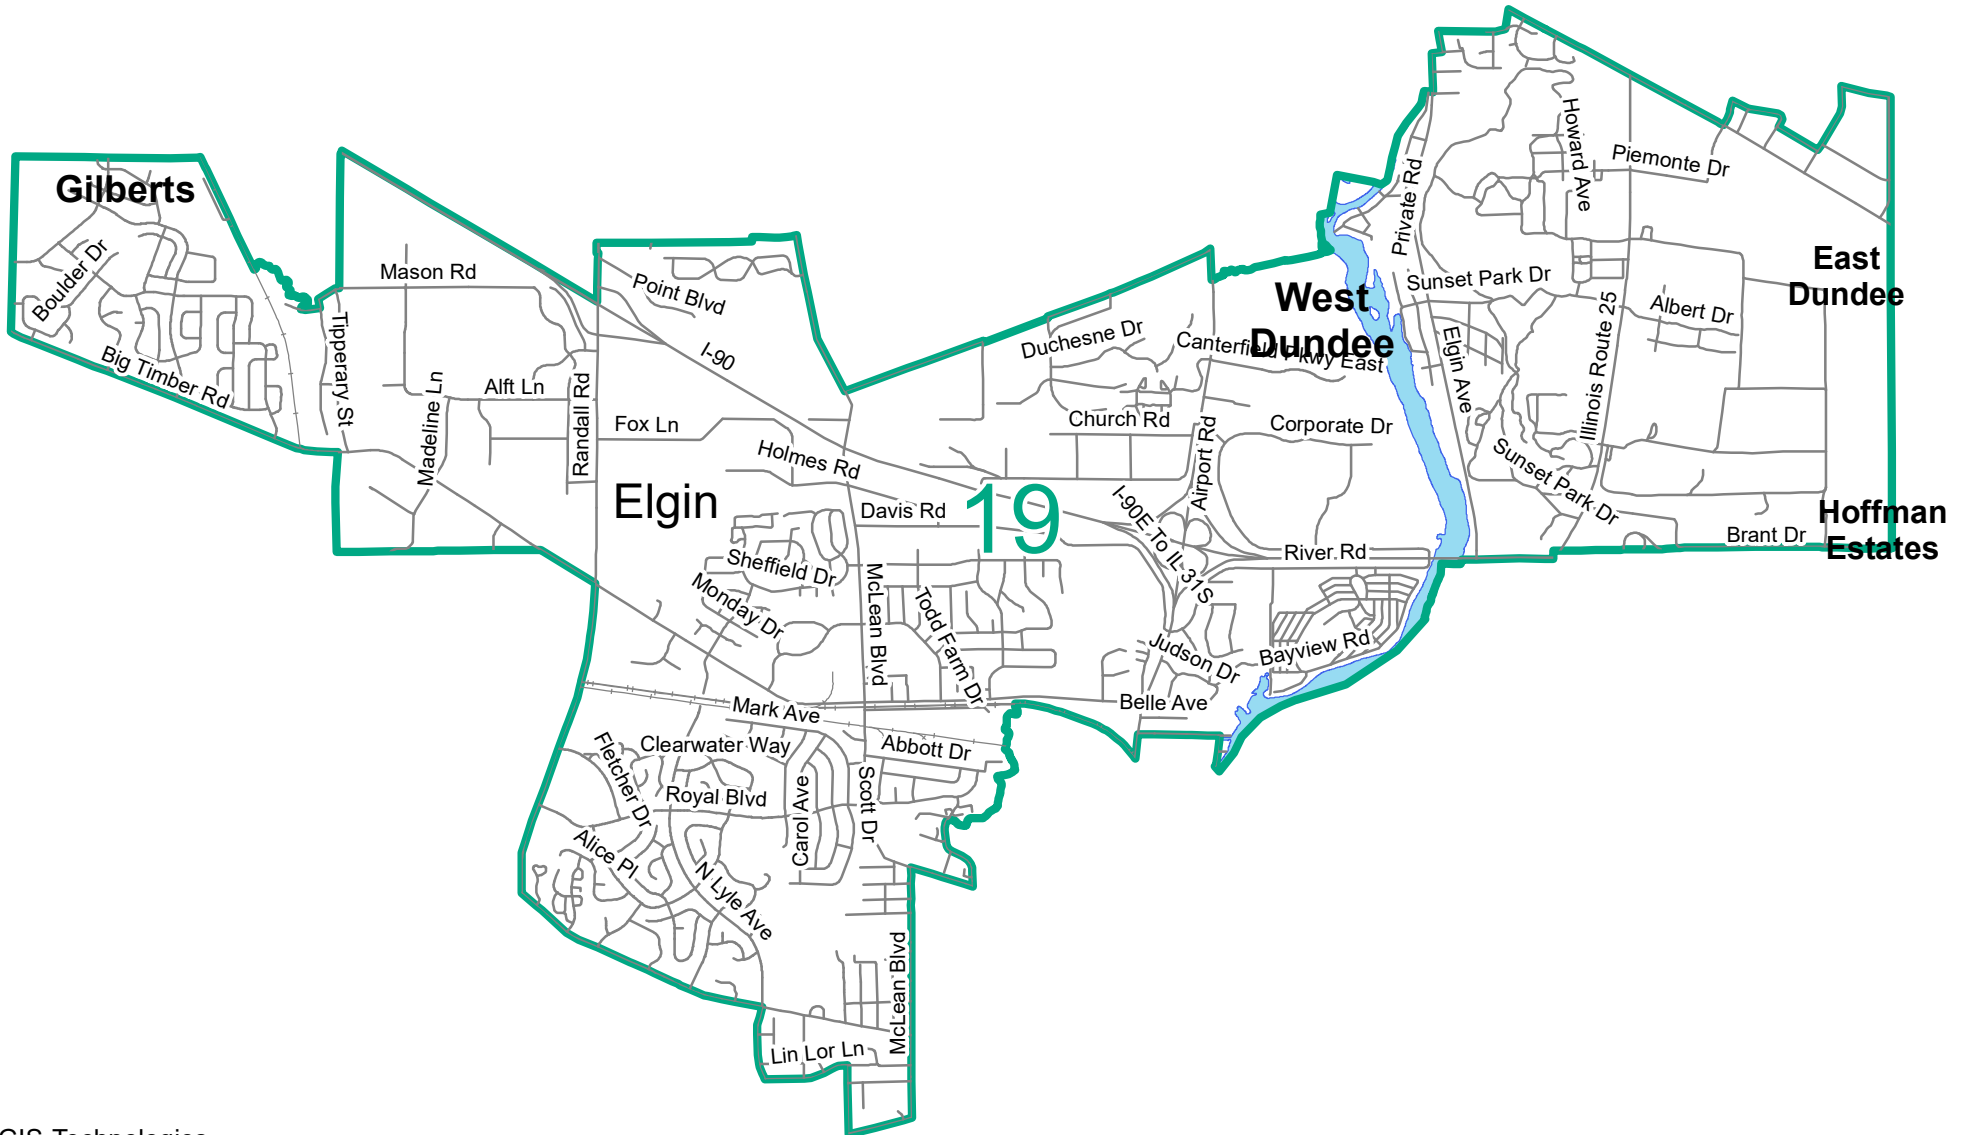 Howard Ave
Piemonte Dr
Private Rd
Gilberts
Boulder Dr
Mason Rd
Point Blvd
East
Dundee
Sunset Park Dr
West
Dundee
Albert Dr
Illinois Route 25
Tipperary St
I-90
Duchesne Dr
Canterfield Pkwy East
Elgin Ave
Big Timber Rd
Alft Ln
Madeline Ln
Randall Rd
Fox Ln
Church Rd
Airport Rd
Corporate Dr
Holmes Rd
Sunset Park Dr
Elgin
19
Davis Rd
I-90E To IL-31S
Hoffman
Estates
Brant Dr
River Rd
Sheffield Dr
Monday Dr
McLean Blvd
Todd Farm Dr
Judson Dr
Bayview Rd
Belle Ave
Mark Ave
Clearwater Way
Abbott Dr
Fletcher Dr
Royal Blvd
Carol Ave
Scott Dr
Alice Pl
N Lyle Ave
McLean Blvd
Lin Lor Ln
GIS Technologies